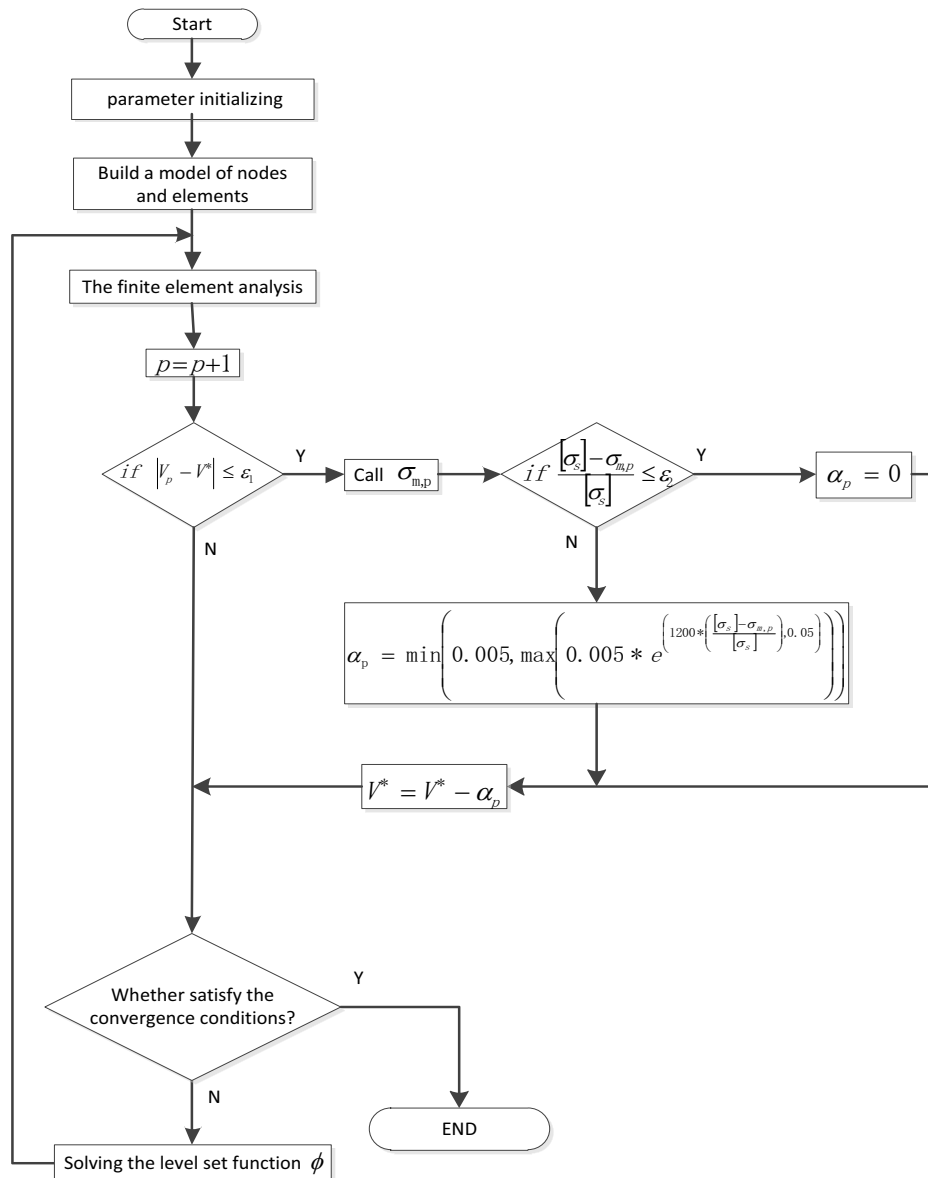 Start
parameter initializing
Build a model of nodes
and elements
The finite element analysis
p=p+1
if |V_p − V*| ≤ ε_1
Y
Call σ_m,p
if [σ_s]−σ_m,p / [σ_s] ≤ ε_2
Y
α_p = 0
N
N
α_p = min(0.005, max(0.005 * e^(1200*([σ_s]−σ_m,p / [σ_s]), 0.05)))
V* = V* − α_p
Whether satisfy the
convergence conditions?
Y
N
END
Solving the level set function ϕ